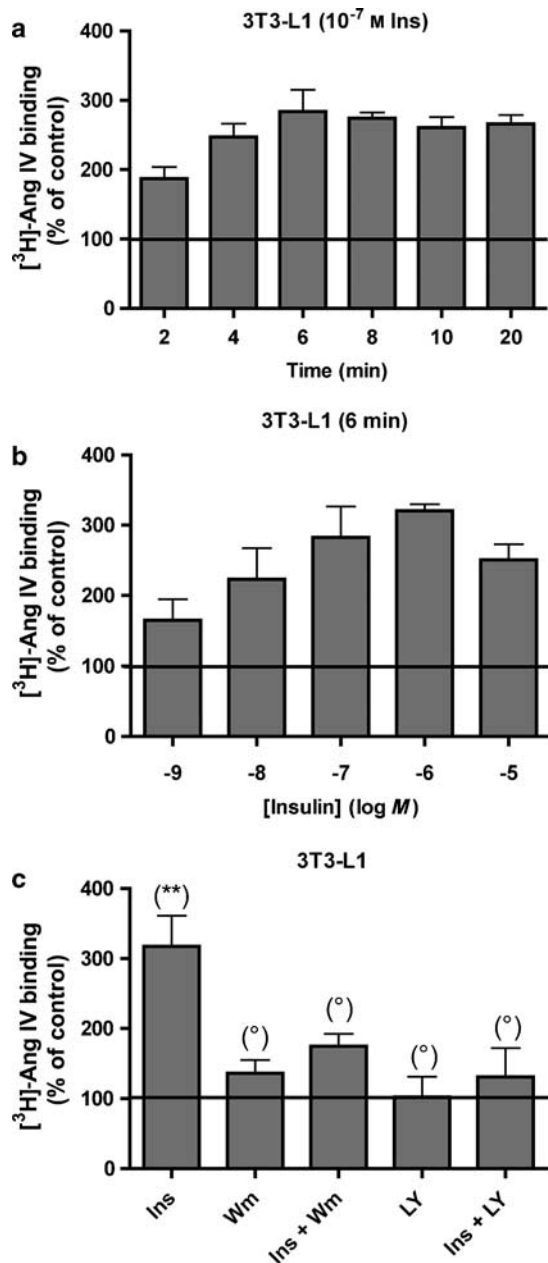 a
3T3-L1 (10⁻⁷ M Ins)
[³H]-Ang IV binding
(% of control)
400
300
200
100
0
2 4 6 8 10 20
Time (min)
b
3T3-L1 (6 min)
[³H]-Ang IV binding
(% of control)
400
300
200
100
0
-9 -8 -7 -6 -5
[Insulin] (log M)
c
3T3-L1
[³H]-Ang IV binding
(% of control)
400
300
200
100
0
(**) (°) (°) (°) (°)
Ins Wm Ins + Wm LY Ins + LY